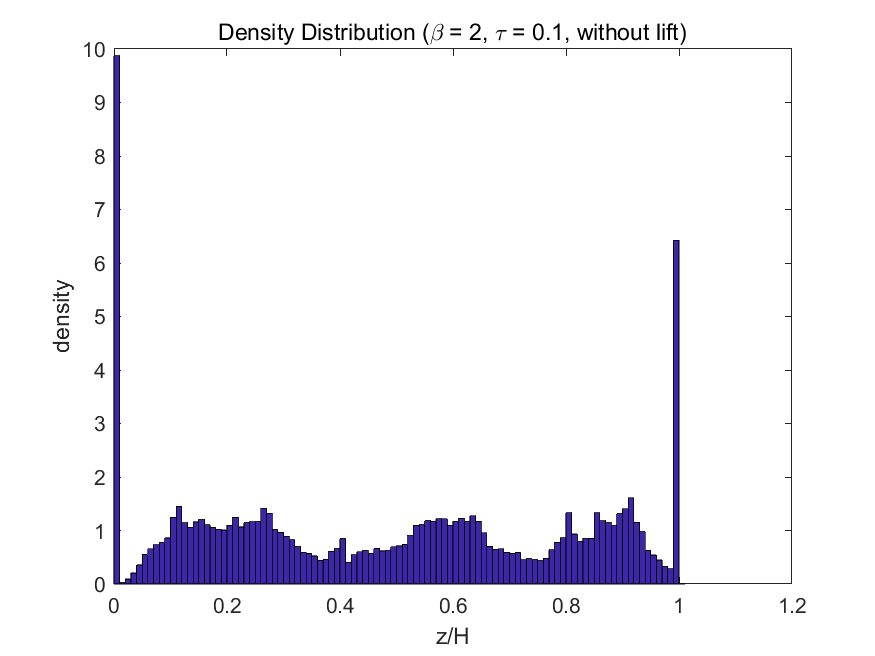 Density Distribution (β = 2, τ = 0.1, without lift)
10
9
8
7
6
5
4
3
2
1
0
density
0 0.2 0.4 0.6 0.8 1 1.2
z/H